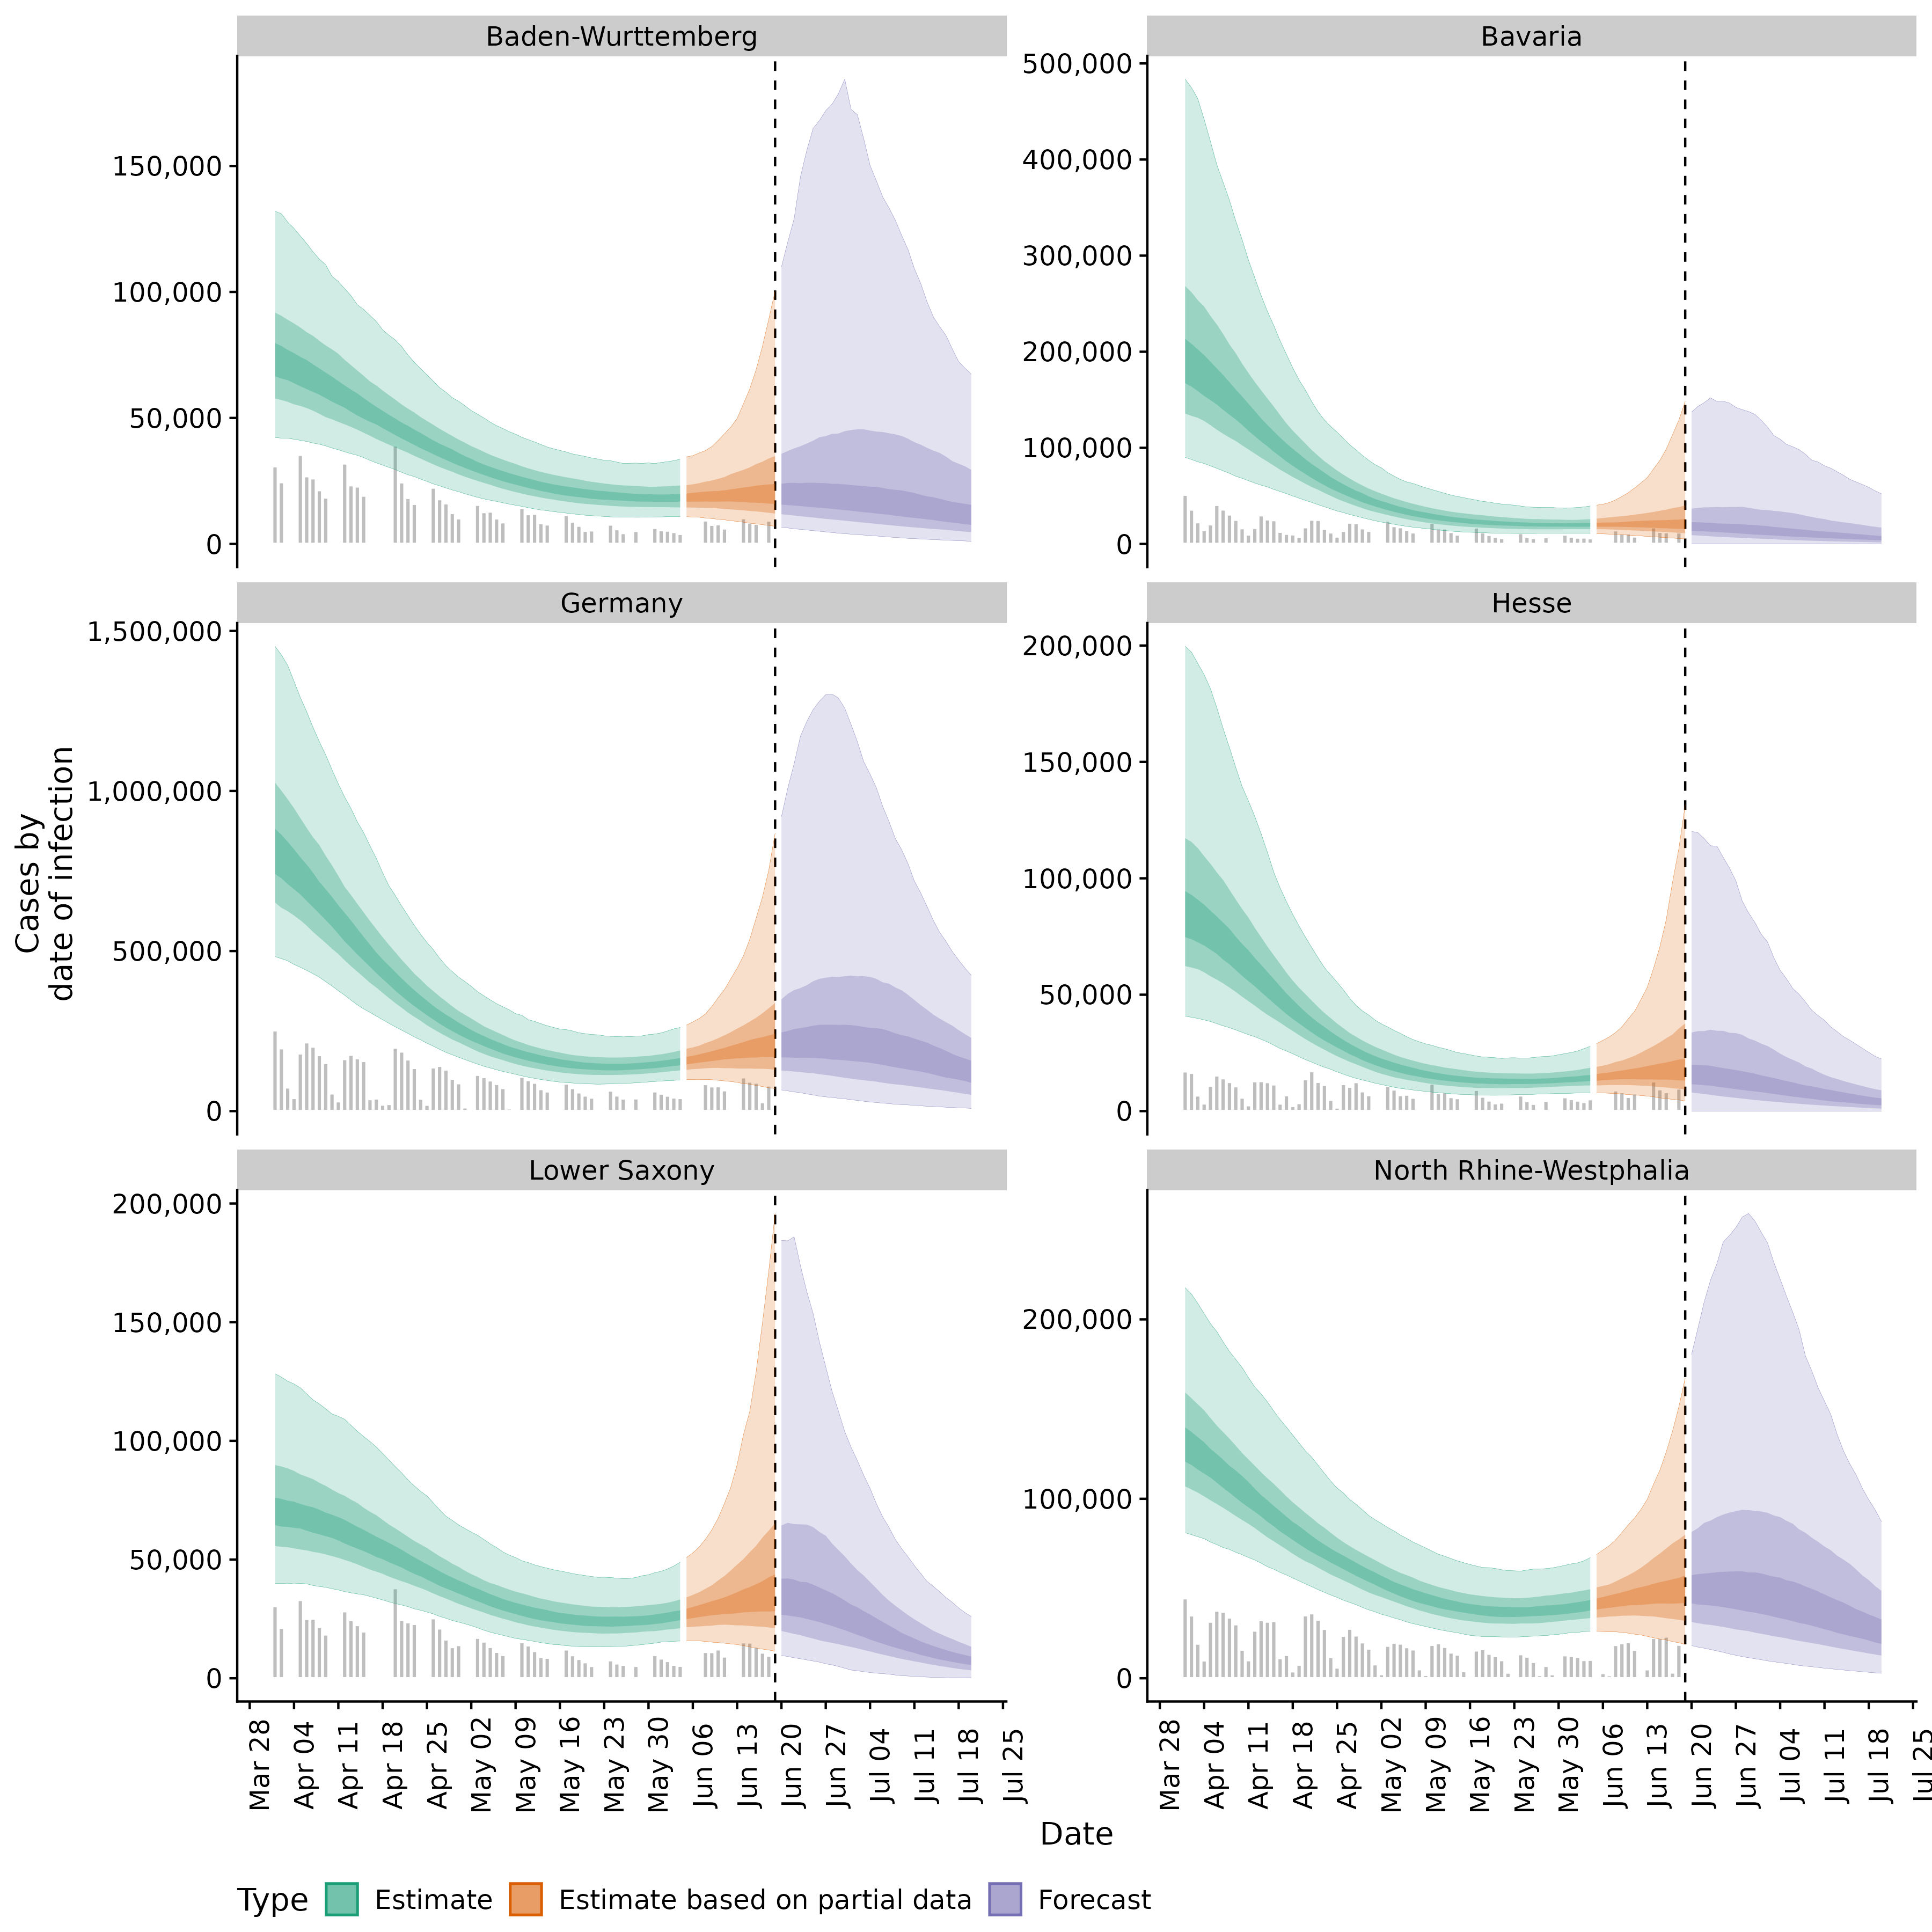 Baden-Wurttemberg
Bavaria
150,000
100,000
50,000
0
500,000
400,000
300,000
200,000
100,000
0
Germany
Hesse
1,500,000
1,000,000
500,000
0
200,000
150,000
100,000
50,000
0
Cases by
date of infection
Lower Saxony
North Rhine-Westphalia
200,000
150,000
100,000
50,000
0
200,000
100,000
0
Mar 28
Apr 04
Apr 11
Apr 18
Apr 25
May 02
May 09
May 16
May 23
May 30
Jun 06
Jun 13
Jun 20
Jun 27
Jul 04
Jul 11
Jul 18
Jul 25
Mar 28
Apr 04
Apr 11
Apr 18
Apr 25
May 02
May 09
May 16
May 23
May 30
Jun 06
Jun 13
Jun 20
Jun 27
Jul 04
Jul 11
Jul 18
Jul 25
Date
Type Estimate Estimate based on partial data Forecast